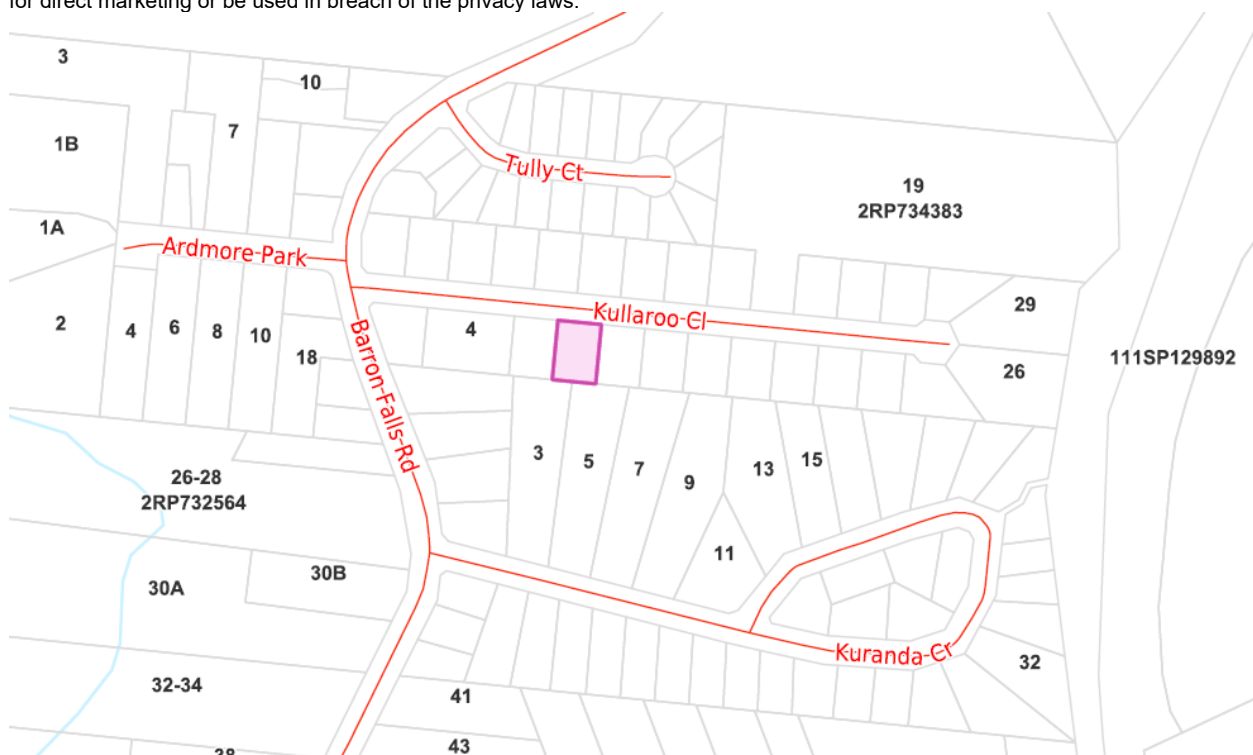 for direct marketing or be used in breach of the privacy laws.
3
10
7
1B
Tully-Ct
19
2RP734383
1A
Ardmore-Park
29
Kullaroo-Cl
2
4
6
8
10
18
4
26
111SP129892
Barron-Falls-Rd
3
5
7
9
13
15
26-28
2RP732564
11
30A
30B
Kuranda-Cr
32
32-34
41
43
38